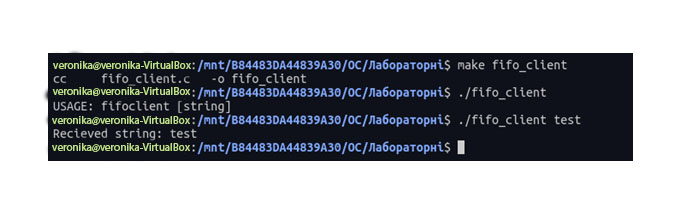 veronika@veronika-VirtualBox:/mnt/B84483DA44839A30/ОС/Лабораторні$ make fifo_client
cc     fifo_client.c   -o fifo_client
veronika@veronika-VirtualBox:/mnt/B84483DA44839A30/ОС/Лабораторні$ ./fifo_client
USAGE: fifoclient [string]
veronika@veronika-VirtualBox:/mnt/B84483DA44839A30/ОС/Лабораторні$ ./fifo_client test
Recieved string: test
veronika@veronika-VirtualBox:/mnt/B84483DA44839A30/ОС/Лабораторні$